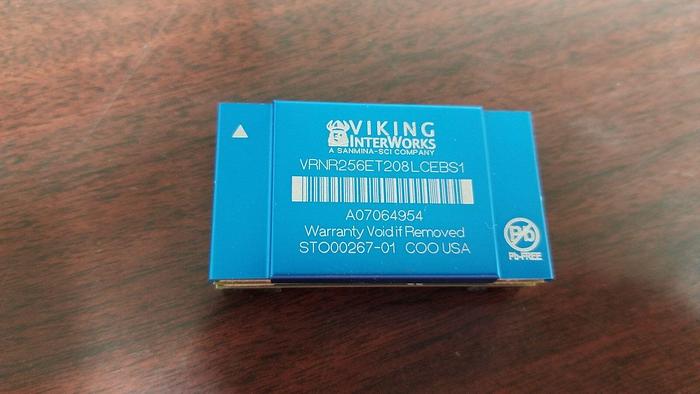 VIKING
INTERWORKS
A SANMINA-SCI COMPANY
VRNR256ET208LCEBS1
A07064954
Warranty Void if Removed
STO00267-01 COO USA
Pb
Pb-FREE